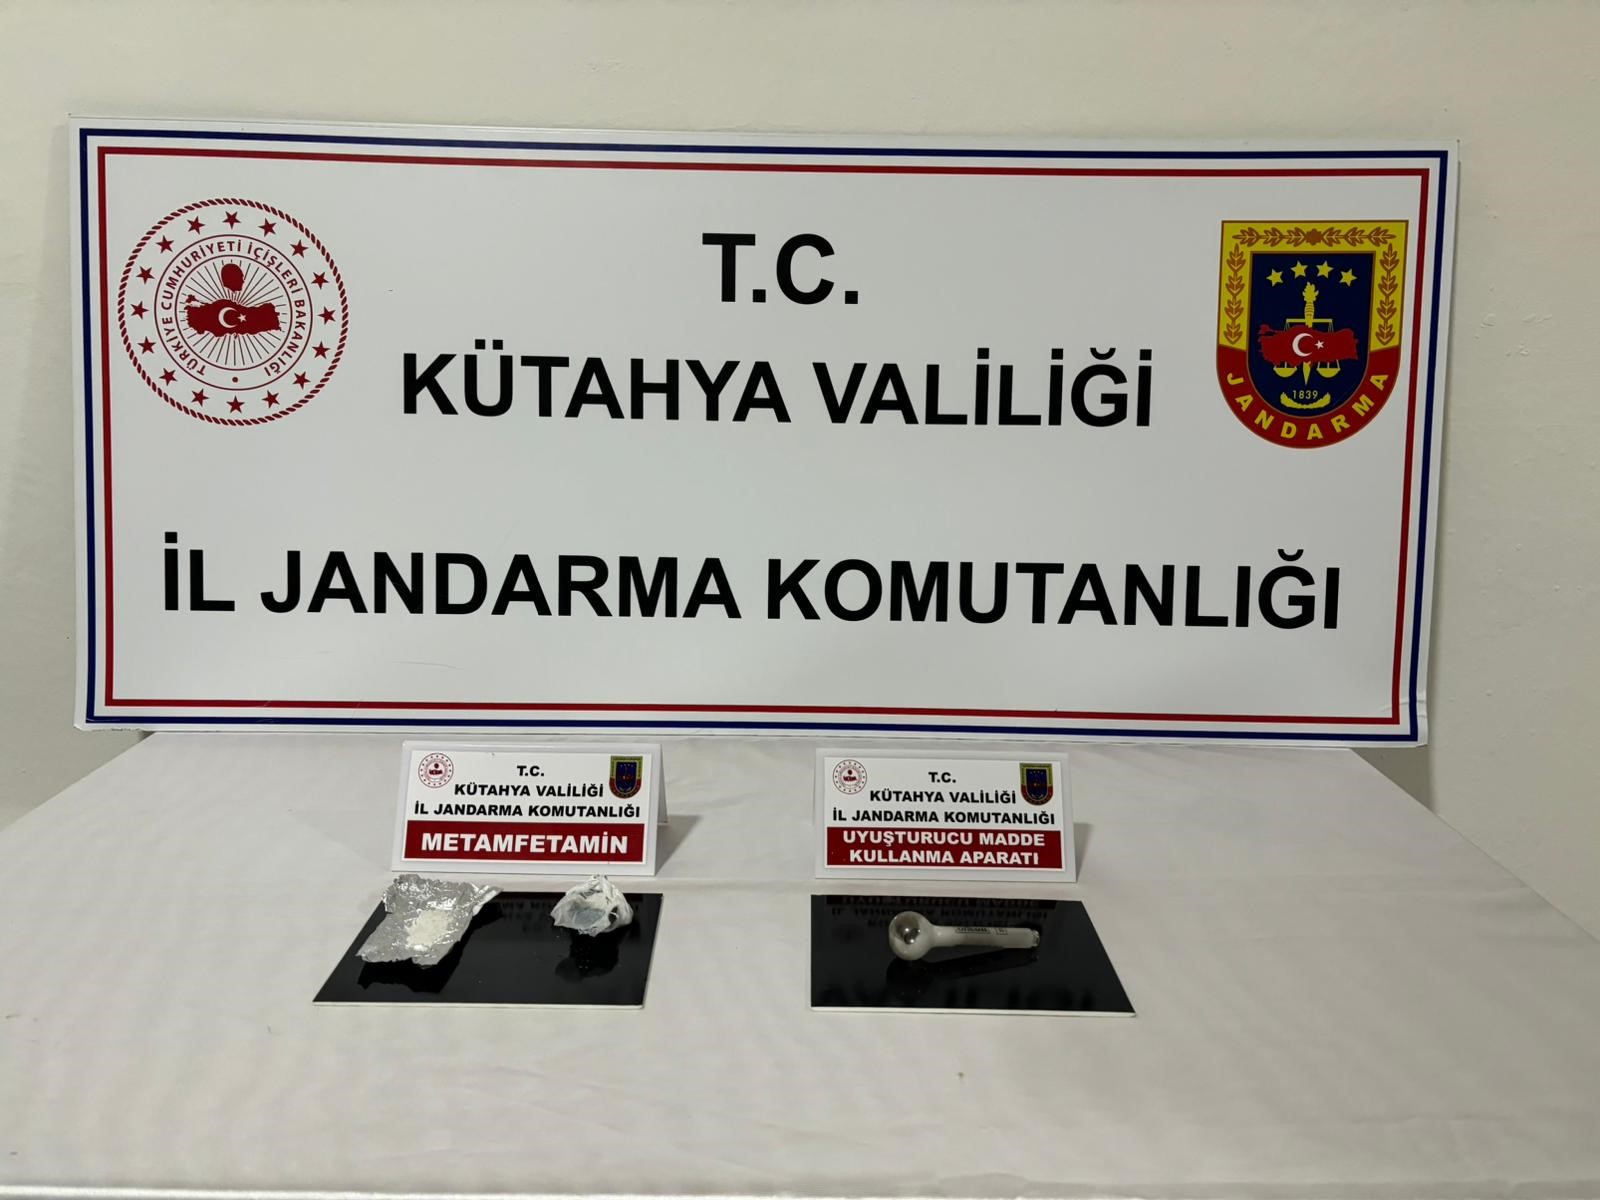 TÜRKİYE CUMHURİYETİ İÇİŞLERİ BAKANLIĞI
T.C.
KÜTAHYA VALİLİĞİ
İL JANDARMA KOMUTANLIĞI
1839
JANDARMA
T.C.
KÜTAHYA VALİLİĞİ
İL JANDARMA KOMUTANLIĞI
METAMFETAMİN
T.C.
KÜTAHYA VALİLİĞİ
İL JANDARMA KOMUTANLIĞI
UYUŞTURUCU MADDE
KULLANMA APARATI